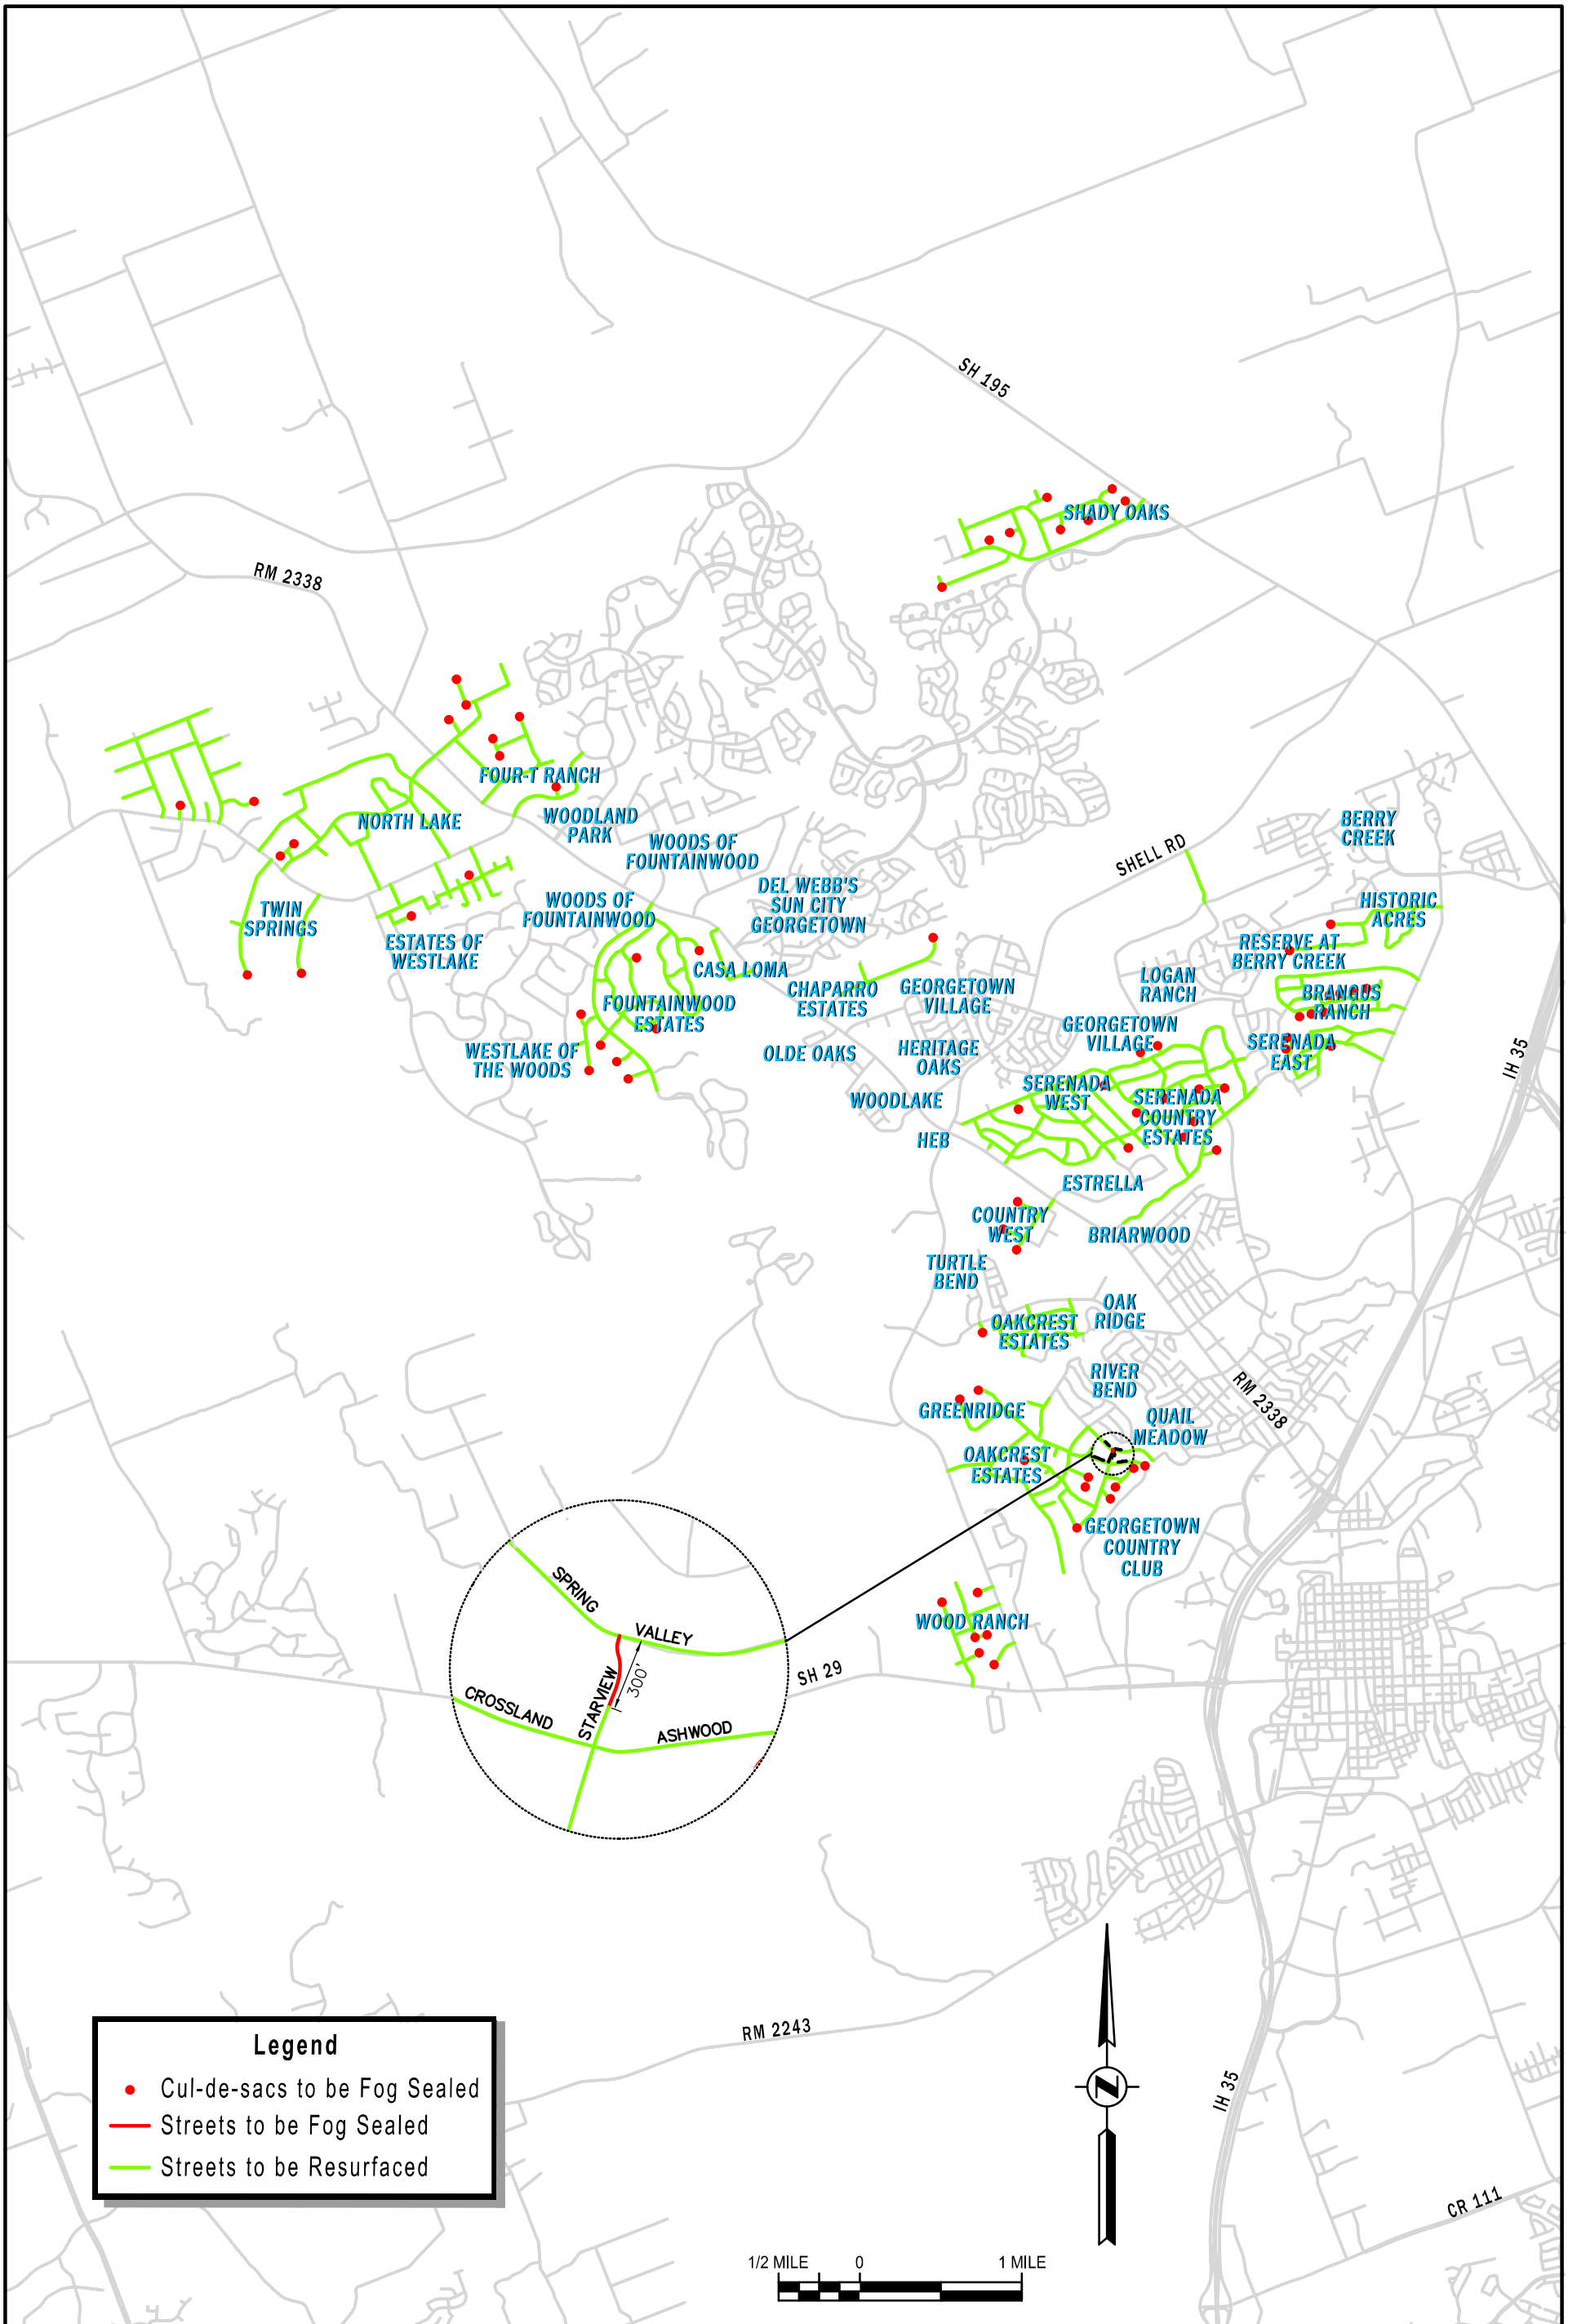 SH 195
SHADY OAKS
RM 2338
FOUR-T RANCH
NORTH LAKE
WOODLAND
PARK
WOODS OF
FOUNTAINWOOD
BERRY
CREEK
SHELL RD
DEL WEBB'S
SUN CITY
GEORGETOWN
WOODS OF
FOUNTAINWOOD
HISTORIC
ACRES
TWIN
SPRINGS
ESTATES OF
WESTLAKE
RESERVE AT
BERRY CREEK
CASA LOMA
LOGAN
RANCH
CHAPARRO
ESTATES
GEORGETOWN
VILLAGE
BRANGUS
RANCH
FOUNTAINWOOD
ESTATES
GEORGETOWN
VILLAGE
SERENADA
EAST
IH 35
WESTLAKE OF
THE WOODS
OLDE OAKS
HERITAGE
OAKS
SERENADA
WEST
SERENADA
COUNTRY
ESTATES
WOODLAKE
HEB
ESTRELLA
COUNTRY
WEST
BRIARWOOD
TURTLE
BEND
OAK
RIDGE
OAKCREST
ESTATES
RIVER
BEND
RM 2338
GREENRIDGE
QUAIL
MEADOW
OAKCREST
ESTATES
GEORGETOWN
COUNTRY
CLUB
SPRING
VALLEY
WOOD RANCH
STARVIEW
300'
SH 29
CROSSLAND
ASHWOOD
RM 2243
Legend
Cul-de-sacs to be Fog Sealed
Streets to be Fog Sealed
Streets to be Resurfaced
N
IH 35
CR 111
1/2 MILE 0 1 MILE